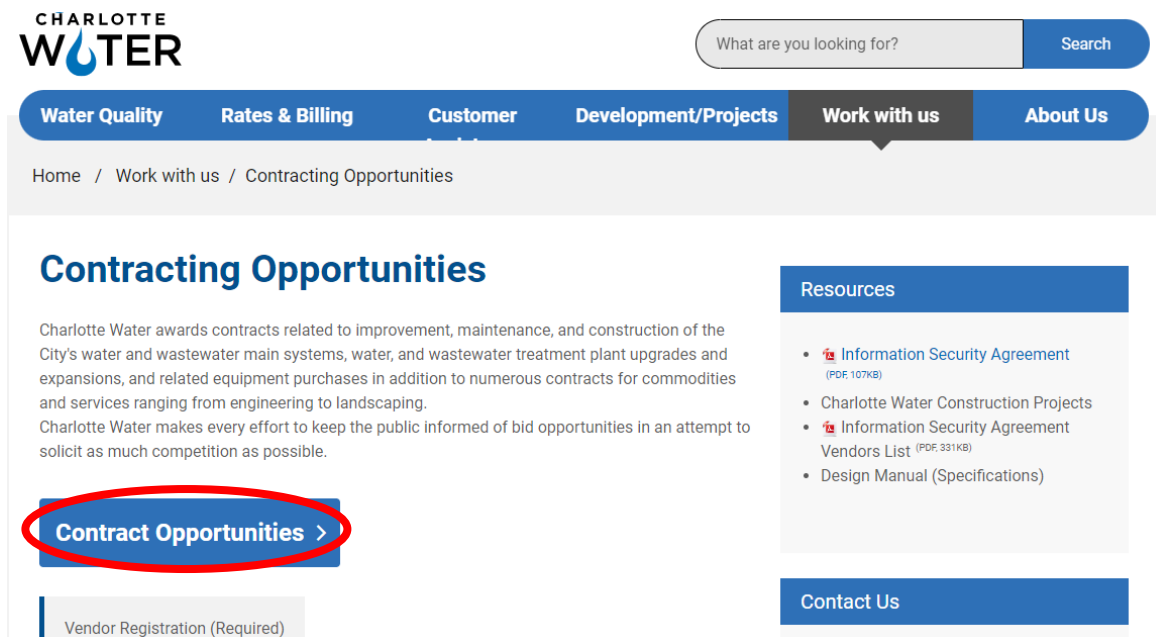 CHARLOTTE
WATER
What are you looking for?
Search
Water Quality
Rates & Billing
Customer
Development/Projects
Work with us
About Us
Home / Work with us / Contracting Opportunities
Contracting Opportunities
Charlotte Water awards contracts related to improvement, maintenance, and construction of the
City's water and wastewater main systems, water, and wastewater treatment plant upgrades and
expansions, and related equipment purchases in addition to numerous contracts for commodities
and services ranging from engineering to landscaping.
Charlotte Water makes every effort to keep the public informed of bid opportunities in an attempt to
solicit as much competition as possible.
Contract Opportunities >
Vendor Registration (Required)
Resources
• Information Security Agreement
(PDF, 107KB)
• Charlotte Water Construction Projects
• Information Security Agreement
Vendors List (PDF, 331KB)
• Design Manual (Specifications)
Contact Us